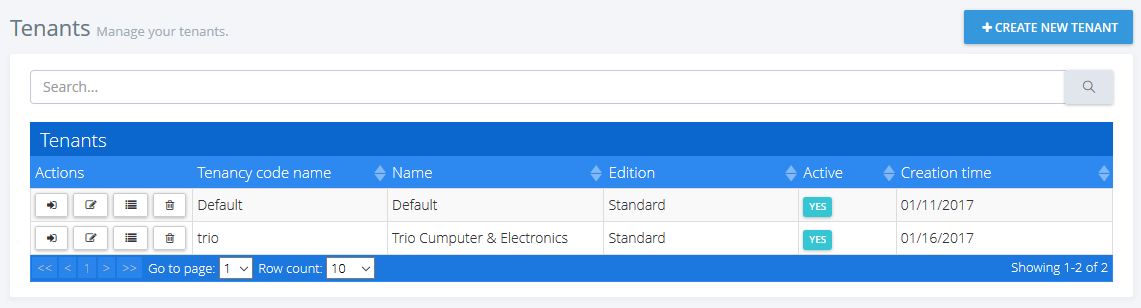 Tenants Manage your tenants.
+ CREATE NEW TENANT
Search...
Tenants
Actions Tenancy code name Name Edition Active Creation time
Default Default Standard YES 01/11/2017
trio Trio Cumputer & Electronics Standard YES 01/16/2017
<< < 1 > >> Go to page: 1 Row count: 10 Showing 1-2 of 2